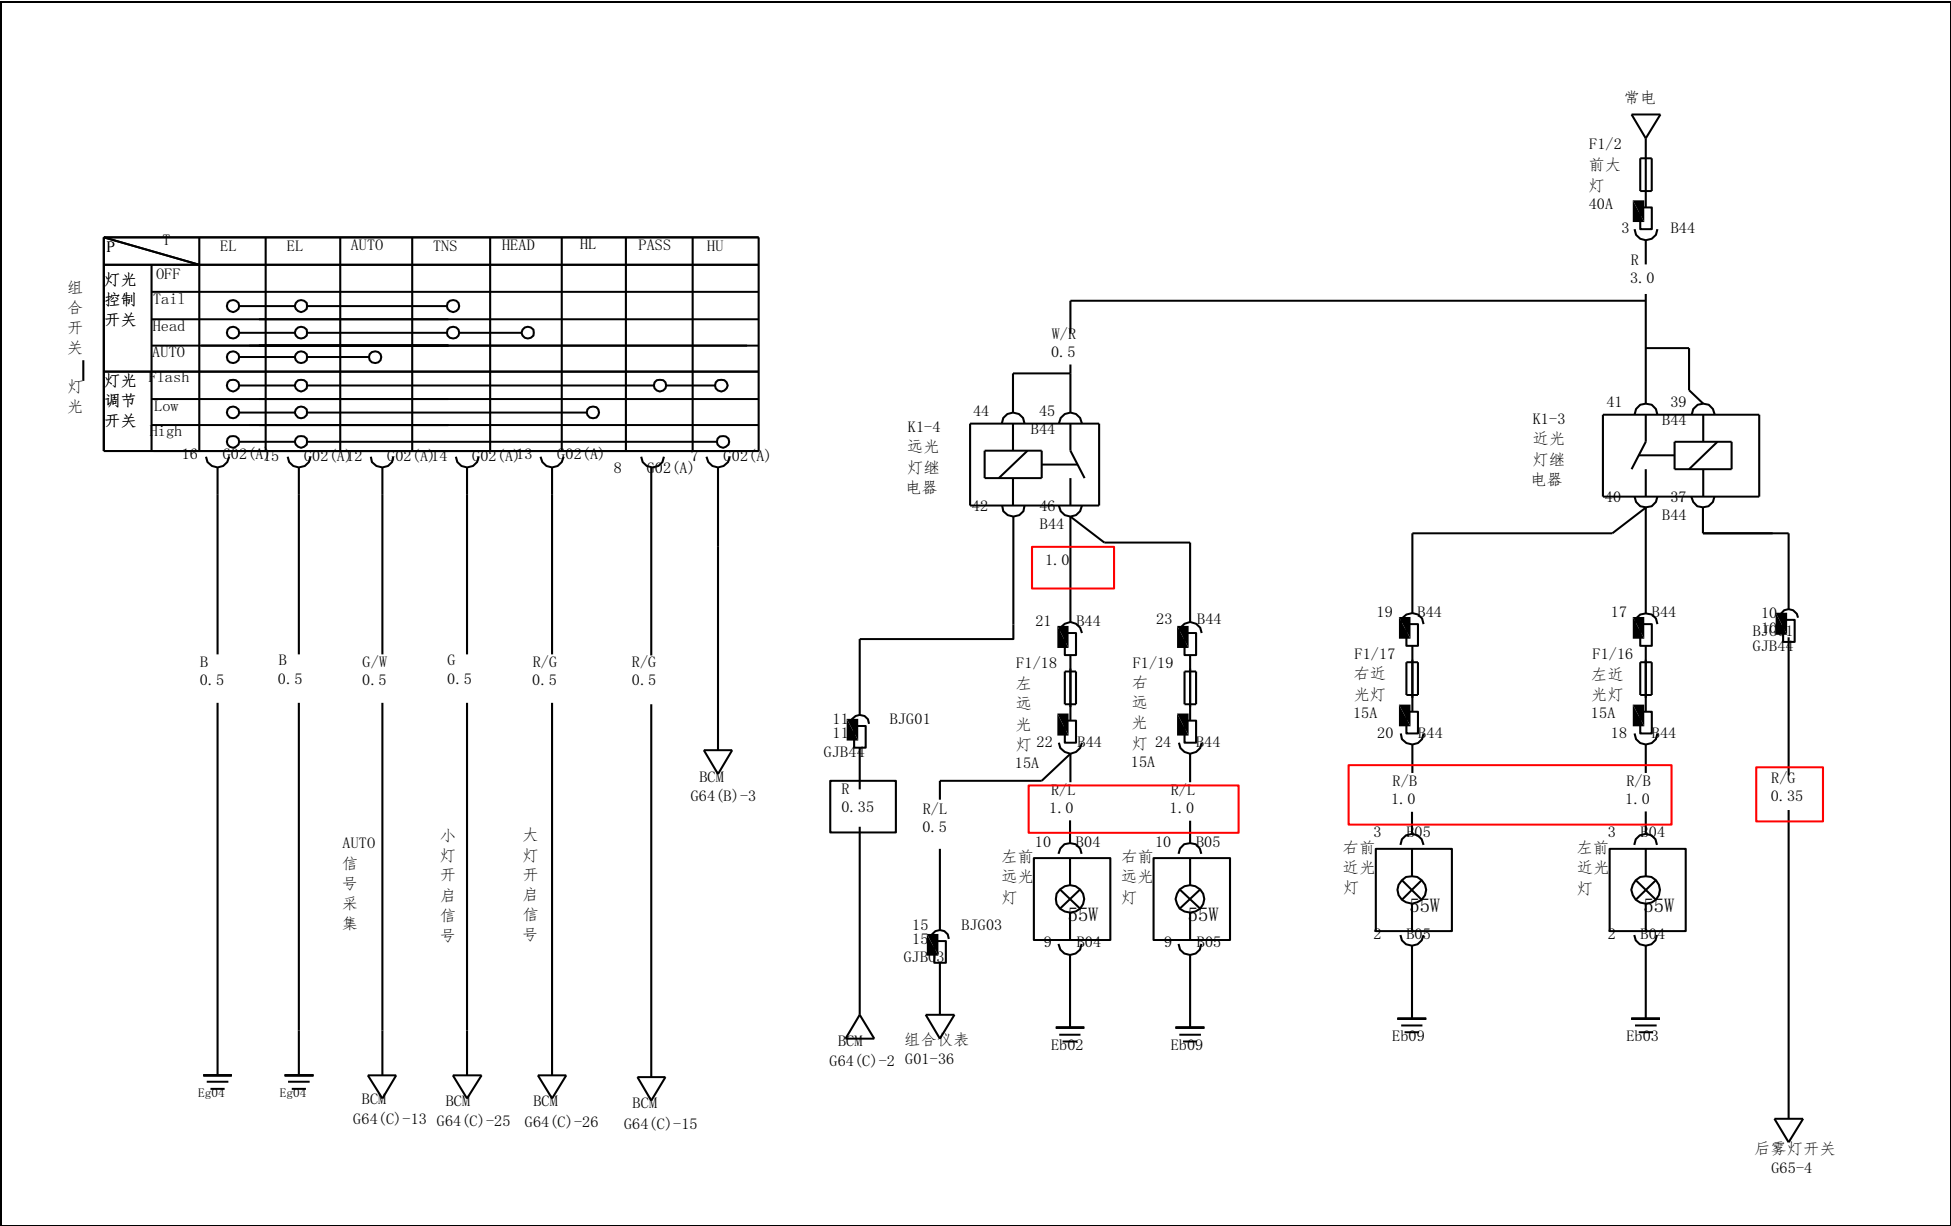 常电
F1/2
前大
灯
40A
3 B44
R
3.0
P T EL EL AUTO TNS HEAD HL PASS HU
组
合
开
关
灯
光
灯光
控制
开关
OFF
Tail
Head
AUTO
灯光
调节
开关
Flash
Low
High
16 G02(A) 15 G02(A) 12 G02(A) 14 G02(A) 13 G02(A)
8 G02(A) 7 G02(A)
W/R
0.5
44 45
B44
K1-4
远光
灯继
电器
42 46
B44
41 39
B44
K1-3
近光
灯继
电器
40 37
B44
1.0
21 B44
23 B44
19 B44
17 B44
10
10
BJG01
GJB44
F1/18
左
远
光
灯
15A
22 B44
F1/19
右
远
光
灯
15A
24 B44
F1/17
右近
光灯
15A
20 B44
F1/16
左近
光灯
15A
18 B44
B
0.5
B
0.5
G/W
0.5
G
0.5
R/G
0.5
R/G
0.5
11
11
BJG01
GJB44
BCM
G64(B)-3
R
0.35
R/L
0.5
R/L
1.0
R/L
1.0
R/B
1.0
R/B
1.0
R/G
0.35
AUTO
信
号
采
集
小
灯
开
启
信
号
大
灯
开
启
信
号
10 B04
左前
远光
灯
55W
9 B04
10 B05
右前
远光
灯
55W
9 B05
3 B05
右前
近光
灯
55W
2 B05
3 B04
左前
近光
灯
55W
2 B04
15
15
BJG03
GJB03
BCM
G64(C)-2
组合仪表
G01-36
Eb02
Eb09
Eb09
Eb03
Eg04
Eg04
BCM
G64(C)-13
BCM
G64(C)-25
BCM
G64(C)-26
BCM
G64(C)-15
后雾灯开关
G65-4